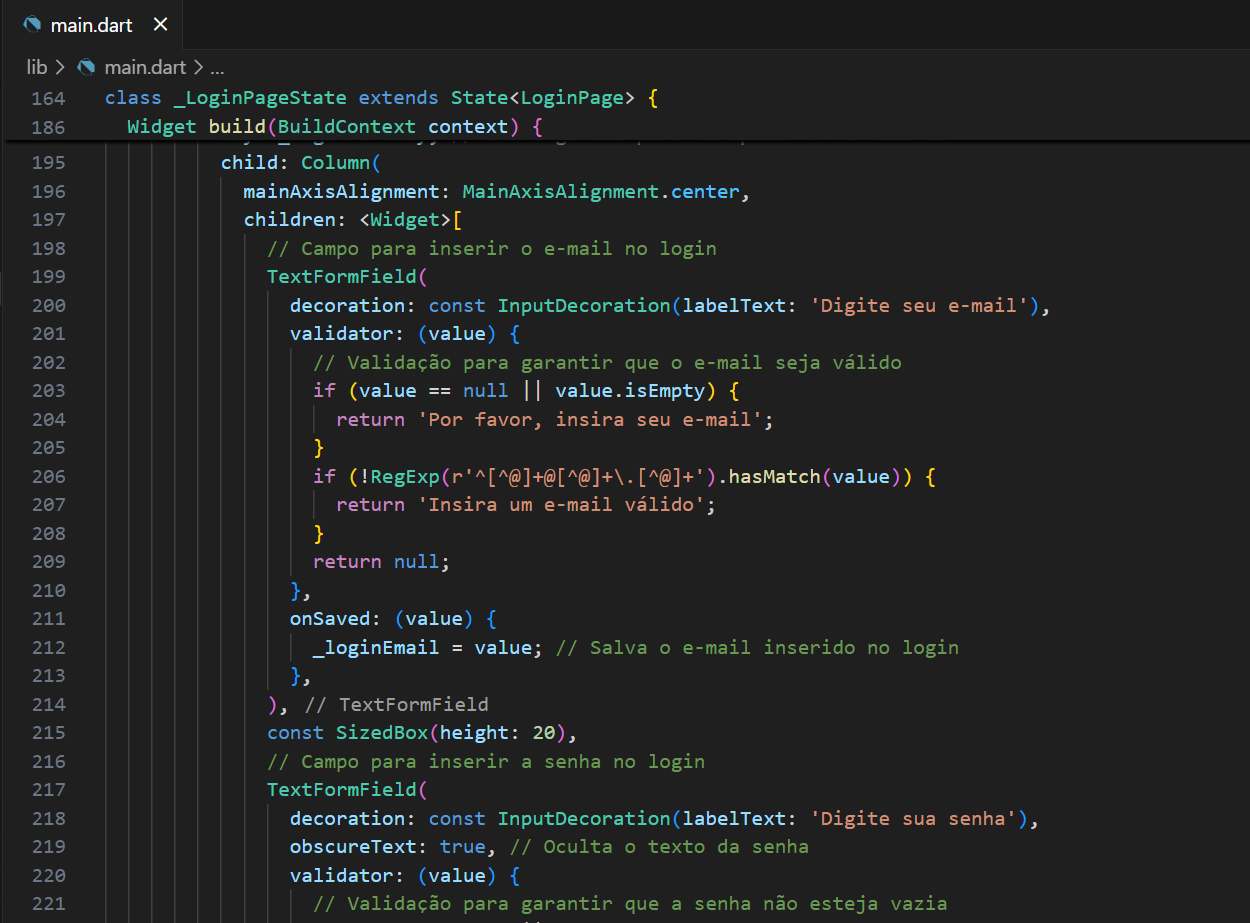 main.dart ×
lib > main.dart > ...
164 class _LoginPageState extends State<LoginPage> {
186 Widget build(BuildContext context) {
195 child: Column(
196 mainAxisAlignment: MainAxisAlignment.center,
197 children: <Widget>[
198 // Campo para inserir o e-mail no login
199 TextFormField(
200 decoration: const InputDecoration(labelText: 'Digite seu e-mail'),
201 validator: (value) {
202 // Validação para garantir que o e-mail seja válido
203 if (value == null || value.isEmpty) {
204 return 'Por favor, insira seu e-mail';
205 }
206 if (!RegExp(r'^[^@]+@[^@]+\.[^@]+').hasMatch(value)) {
207 return 'Insira um e-mail válido';
208 }
209 return null;
210 },
211 onSaved: (value) {
212 _loginEmail = value; // Salva o e-mail inserido no login
213 },
214 ), // TextFormField
215 const SizedBox(height: 20),
216 // Campo para inserir a senha no login
217 TextFormField(
218 decoration: const InputDecoration(labelText: 'Digite sua senha'),
219 obscureText: true, // Oculta o texto da senha
220 validator: (value) {
221 // Validação para garantir que a senha não esteja vazia